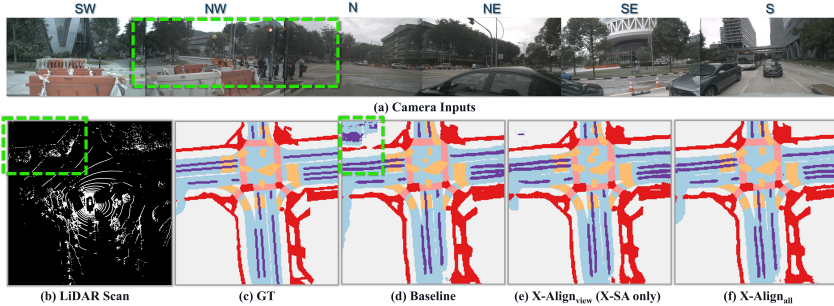 SW NW N NE SE S
(a) Camera Inputs
(b) LiDAR Scan (c) GT (d) Baseline (e) X-Alignview (X-SA only) (f) X-Alignall